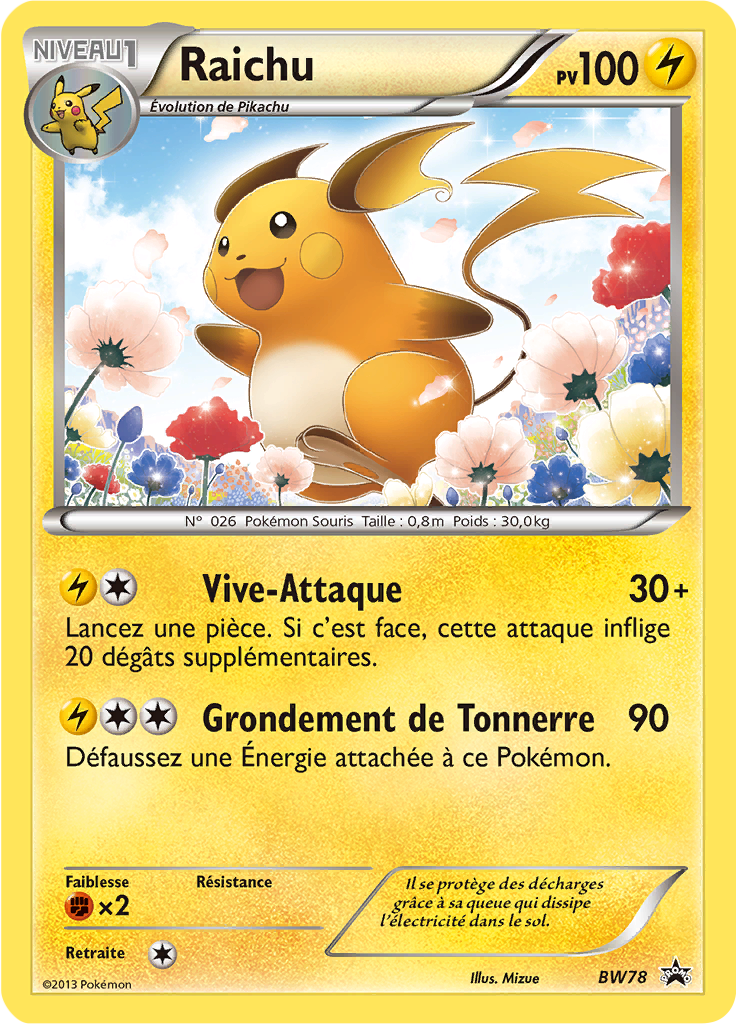 NIVEAU1
Raichu
PV100
Évolution de Pikachu
N° 026 Pokémon Souris Taille : 0,8m Poids : 30,0kg
Vive-Attaque 30+
Lancez une pièce. Si c'est face, cette attaque inflige
20 dégâts supplémentaires.
Grondement de Tonnerre 90
Défaussez une Énergie attachée à ce Pokémon.
Faiblesse Résistance
×2
Retraite
Il se protège des décharges
grâce à sa queue qui dissipe
l'électricité dans le sol.
©2013 Pokémon
Illus. Mizue
BW78
PROMO